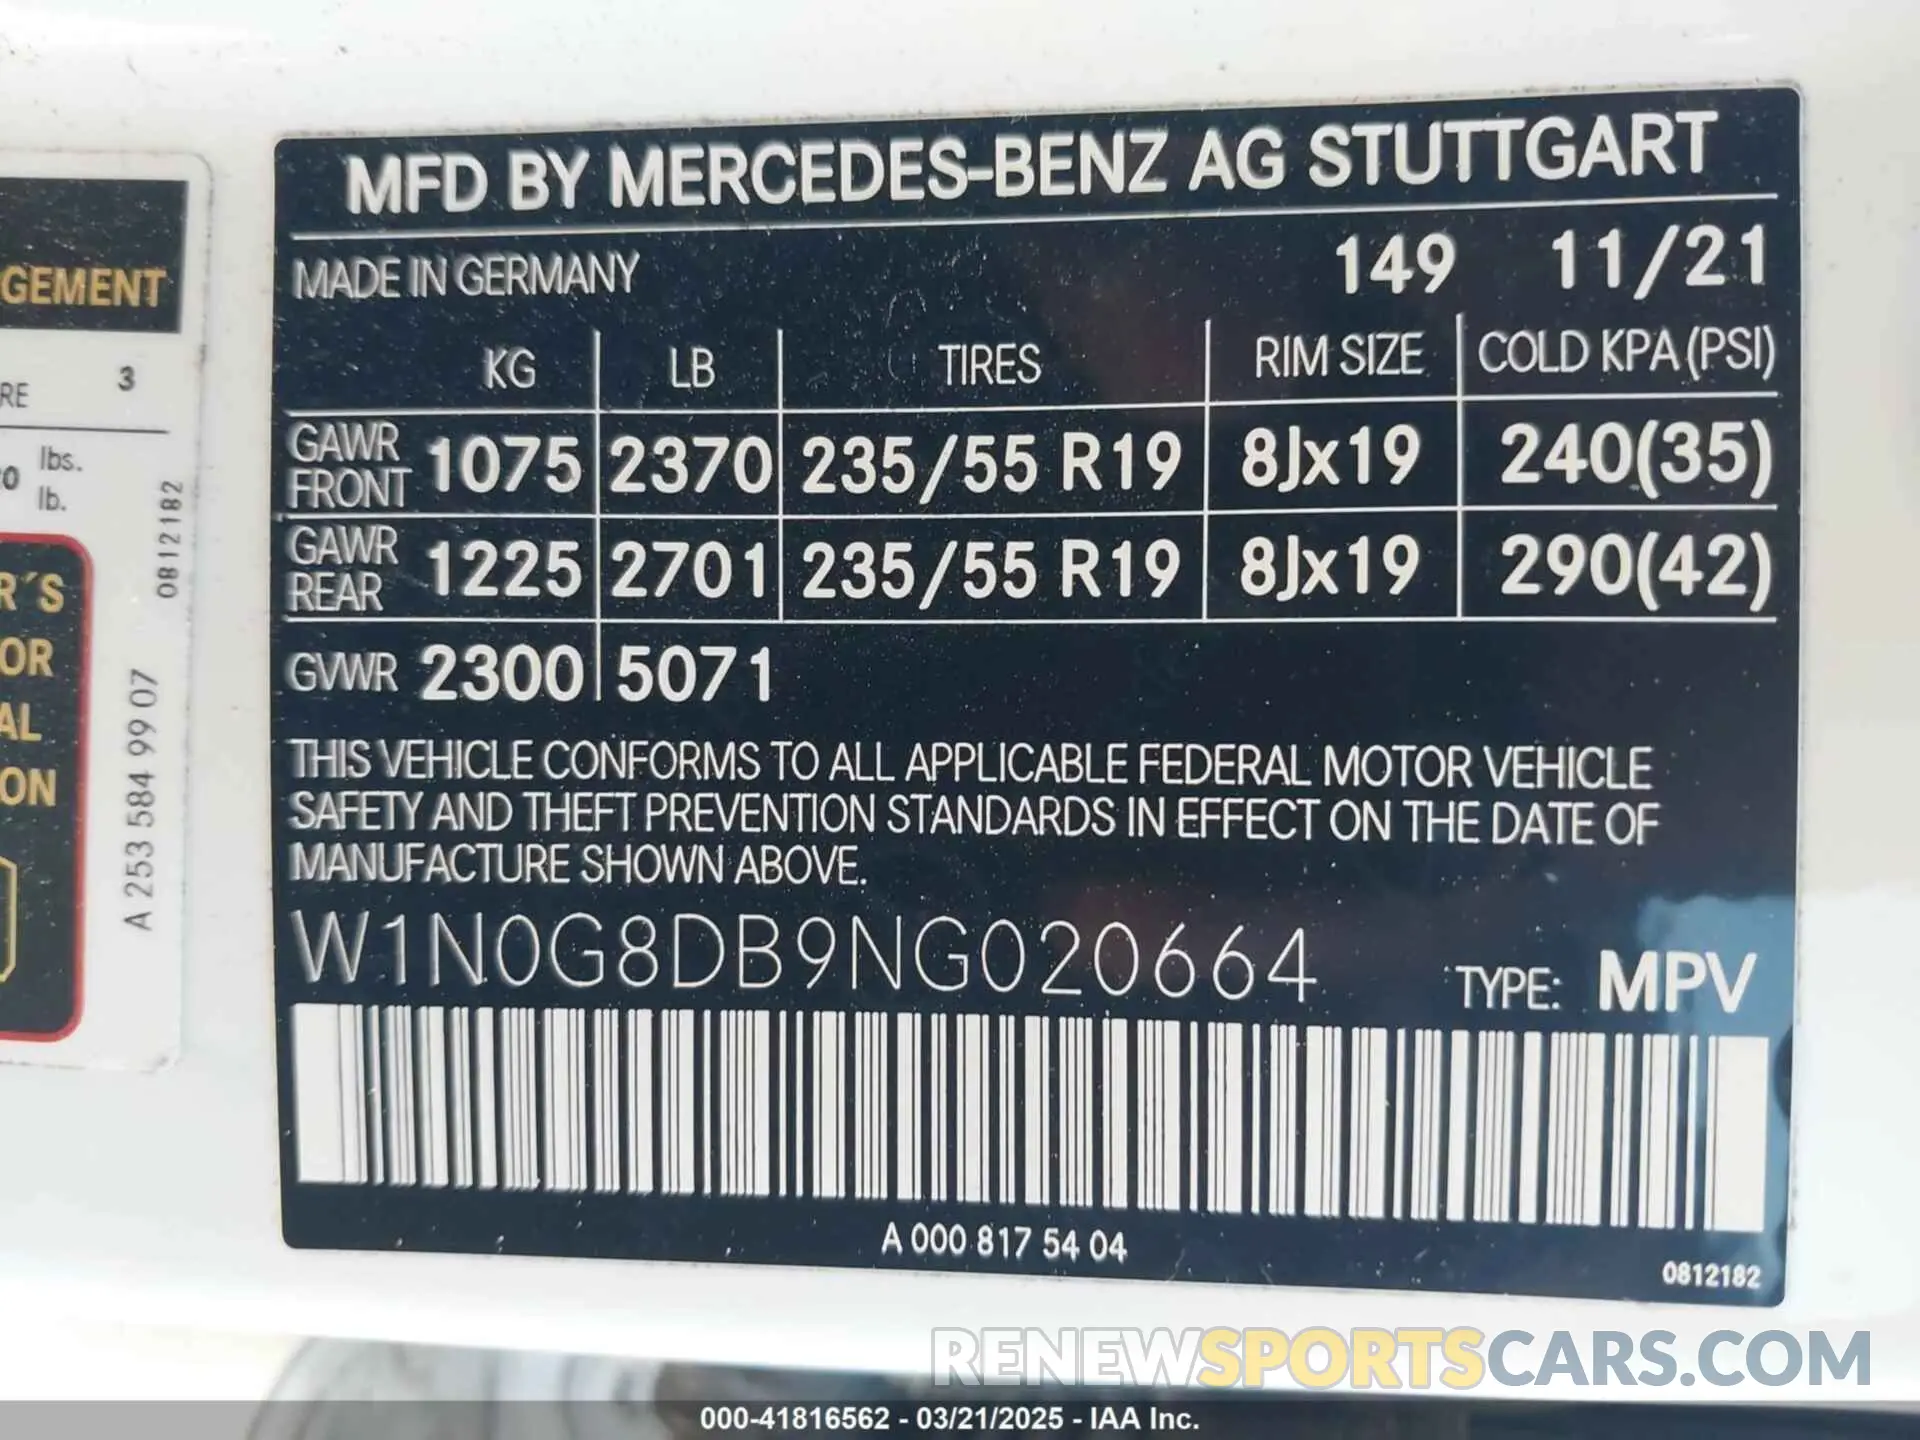 GEMENT
RE 3
0 lbs.
lb.
0812182
R´S
OR
AL
ON
A 253 584 99 07
MFD BY MERCEDES-BENZ AG STUTTGART
MADE IN GERMANY 149 11/21
KG LB TIRES RIM SIZE COLD KPA (PSI)
GAWR FRONT 1075 2370 235/55 R19 8Jx19 240(35)
GAWR REAR 1225 2701 235/55 R19 8Jx19 290(42)
GVWR 2300 5071
THIS VEHICLE CONFORMS TO ALL APPLICABLE FEDERAL MOTOR VEHICLE
SAFETY AND THEFT PREVENTION STANDARDS IN EFFECT ON THE DATE OF
MANUFACTURE SHOWN ABOVE.
W1N0G8DB9NG020664 TYPE: MPV
A 000 817 54 04
0812182
RENEWSPORTSCARS.COM
000-41816562 - 03/21/2025 - IAA Inc.